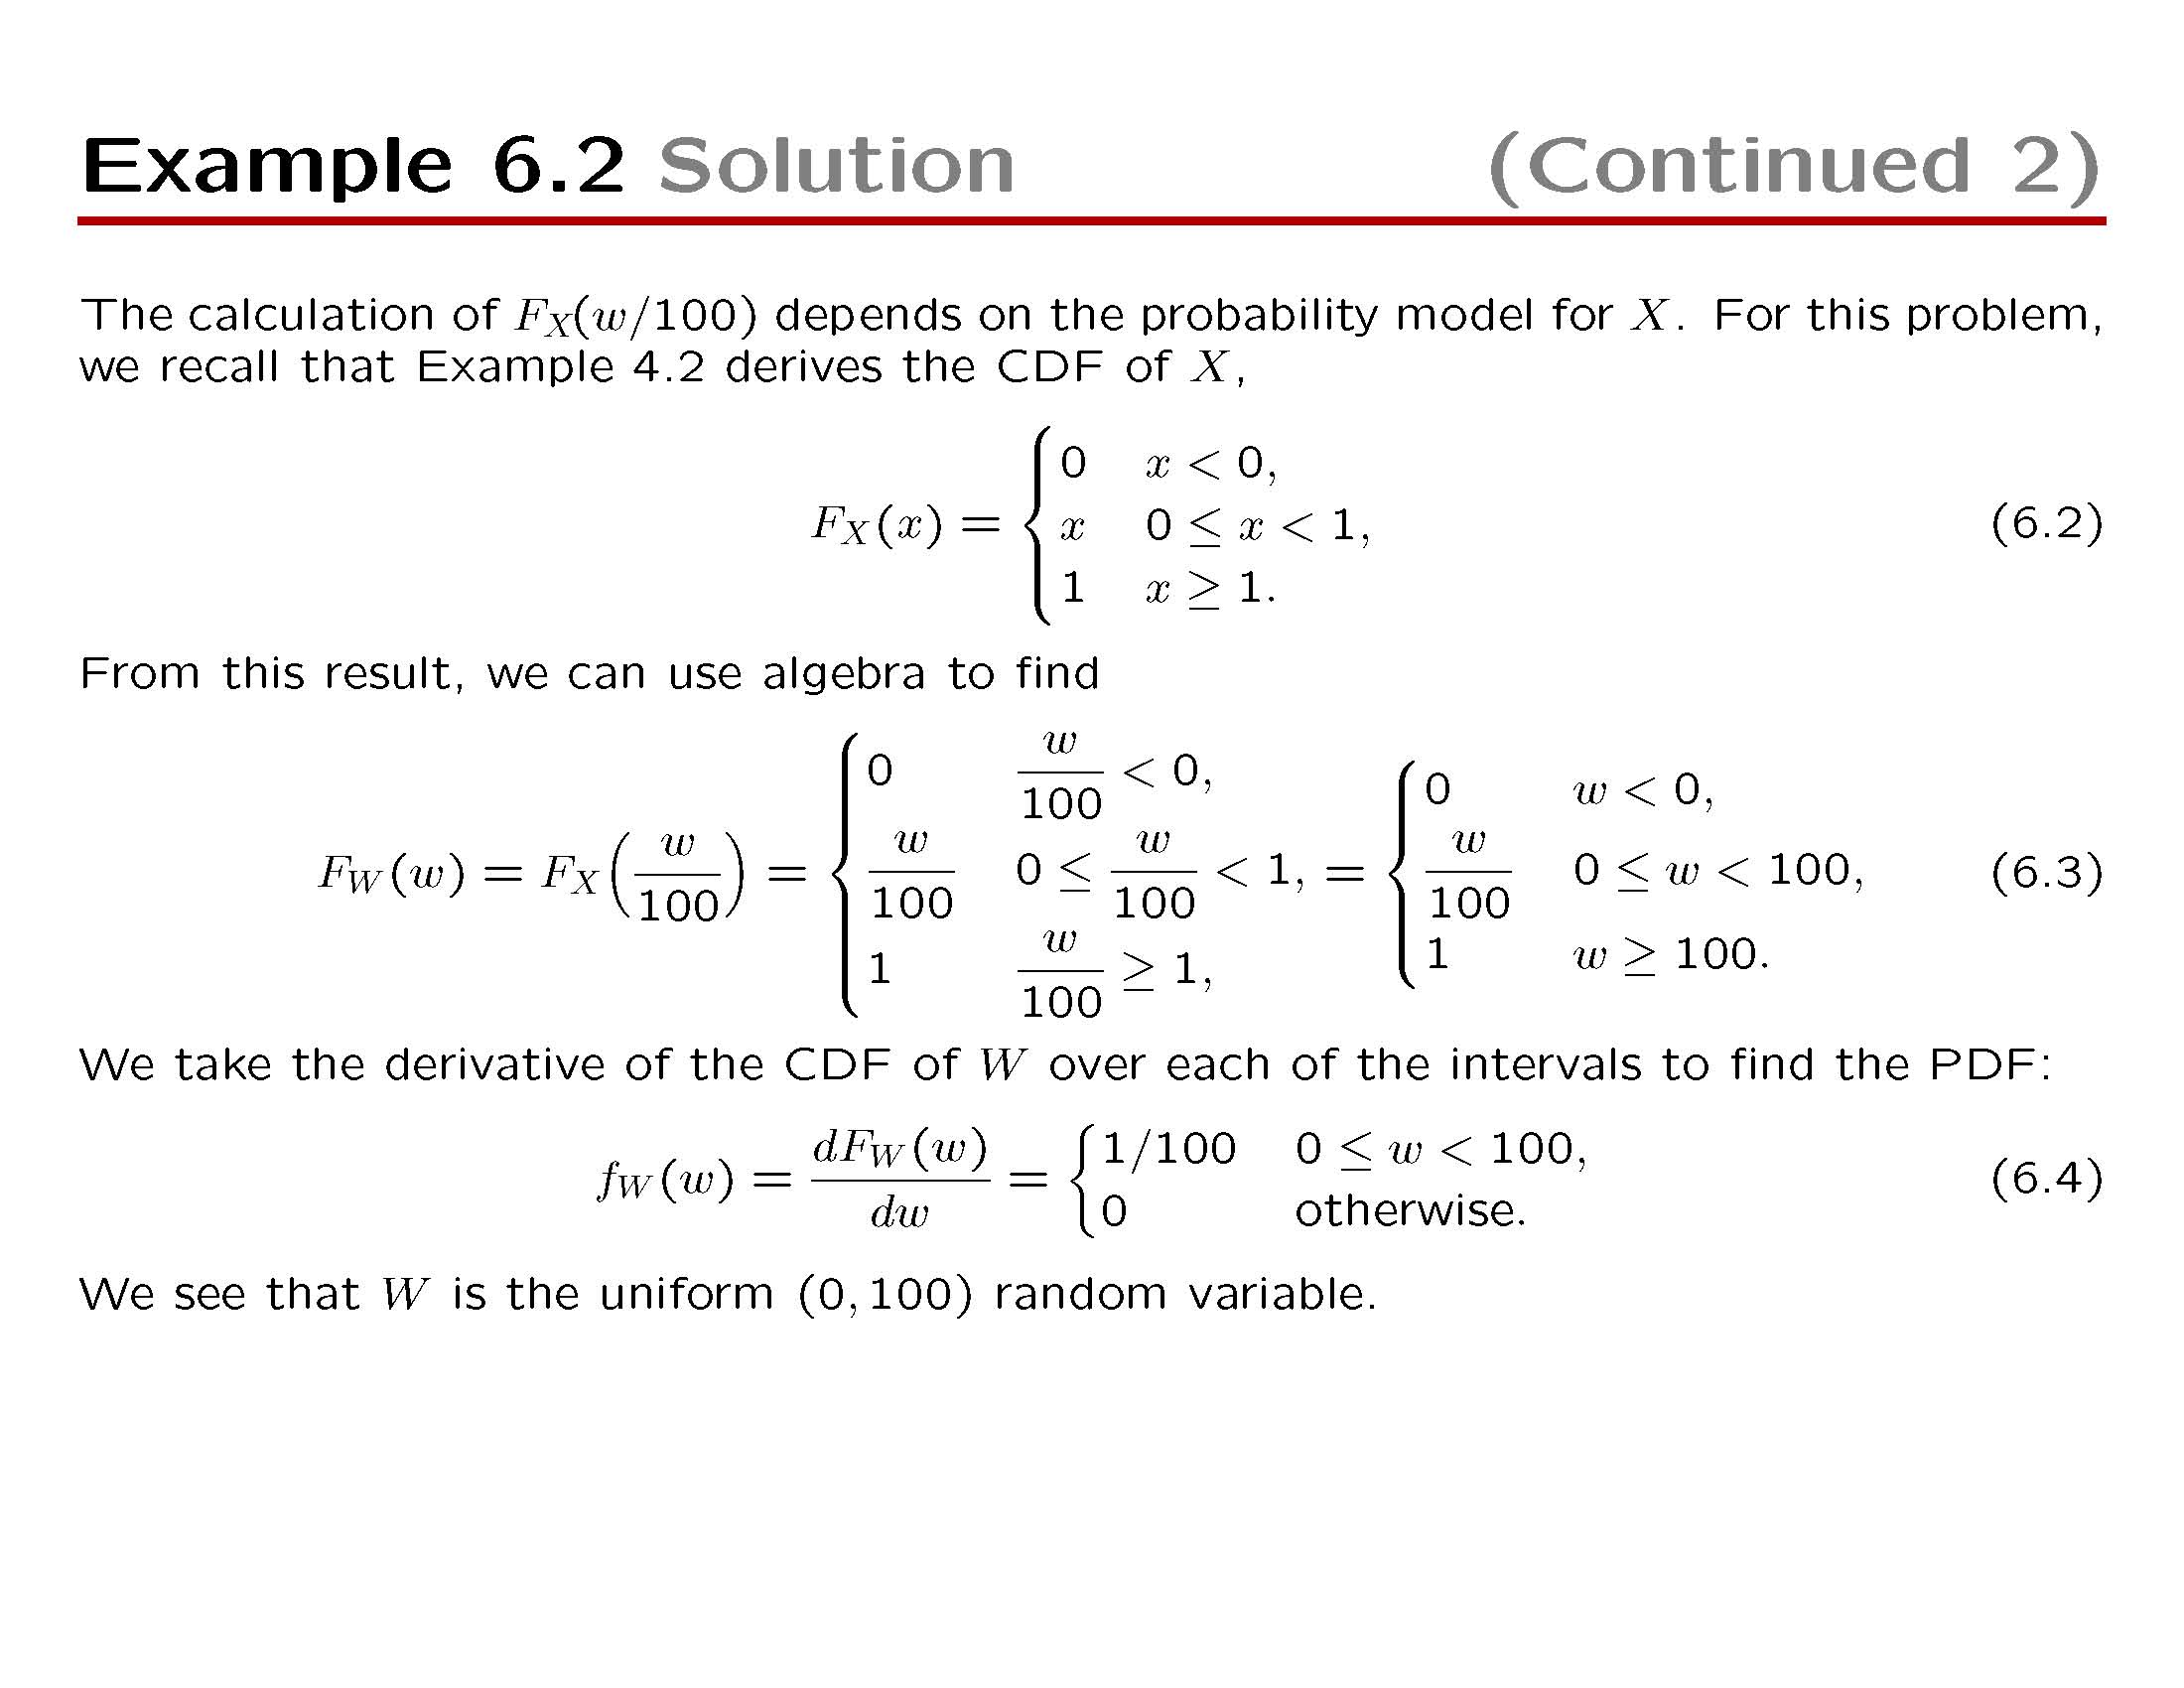 Example 6.2 Solution (Continued 2)
The calculation of F_X(w/100) depends on the probability model for X. For this problem,
we recall that Example 4.2 derives the CDF of X,
F_X(x) = { 0 x < 0, x 0 ≤ x < 1, 1 x ≥ 1. (6.2)
From this result, we can use algebra to find
F_W(w) = F_X(w/100) = { 0 w/100 < 0, w/100 0 ≤ w/100 < 1, 1 w/100 ≥ 1, = { 0 w < 0, w/100 0 ≤ w < 100, 1 w ≥ 100. (6.3)
We take the derivative of the CDF of W over each of the intervals to find the PDF:
f_W(w) = dF_W(w)/dw = { 1/100 0 ≤ w < 100, 0 otherwise. (6.4)
We see that W is the uniform (0, 100) random variable.